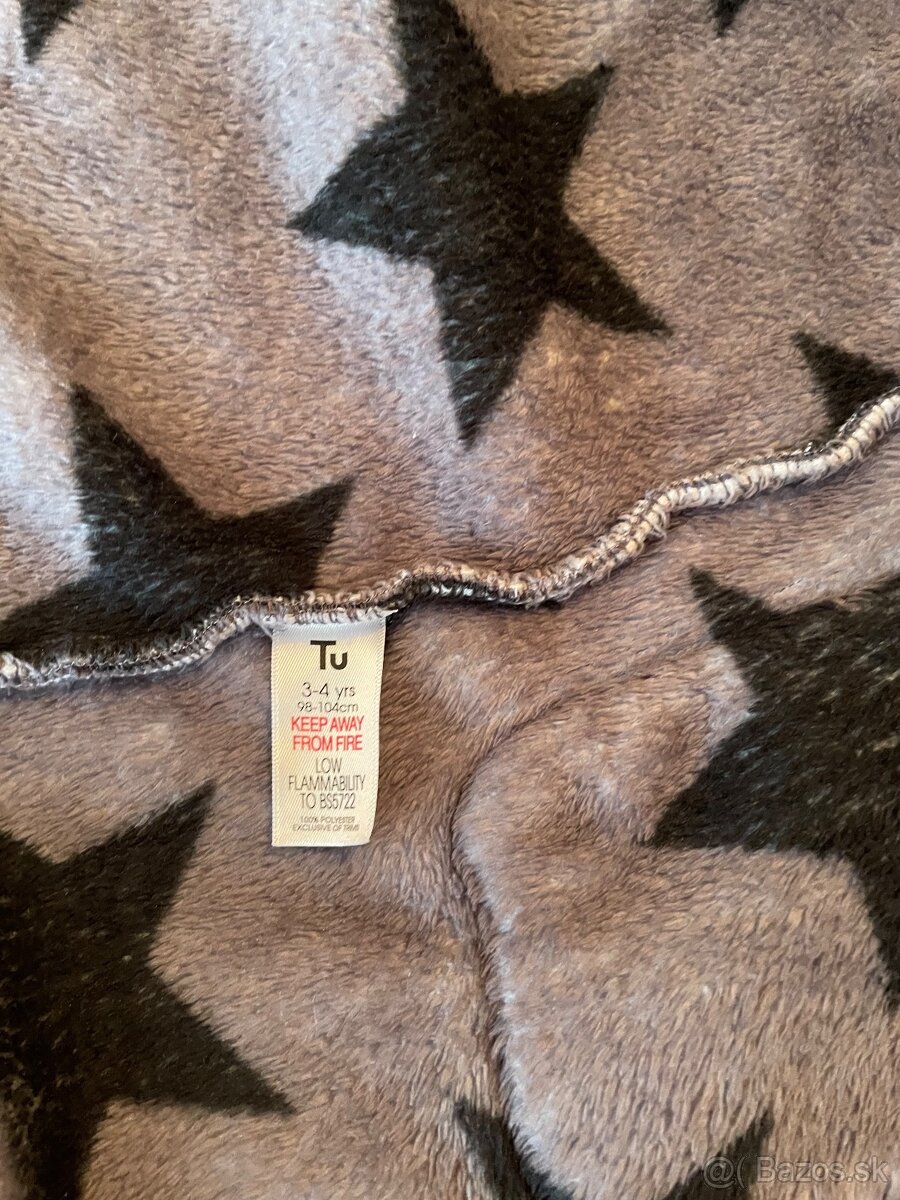 Tu
3-4 yrs
98-104cm
KEEP AWAY
FROM FIRE
LOW
FLAMMABILITY
TO BS5722
100% POLYESTER
EXCLUSIVE OF TRIMS
@( Bazos.sk